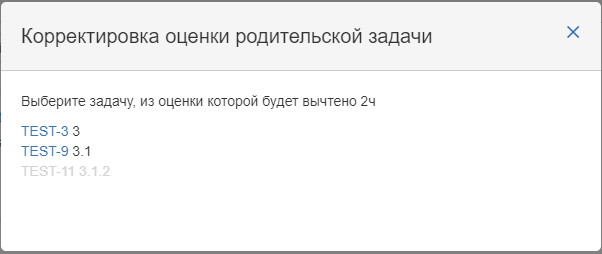 Корректировка оценки родительской задачи
Выберите задачу, из оценки которой будет вычтено 2ч
TEST-3 3
TEST-9 3.1
TEST-11 3.1.2